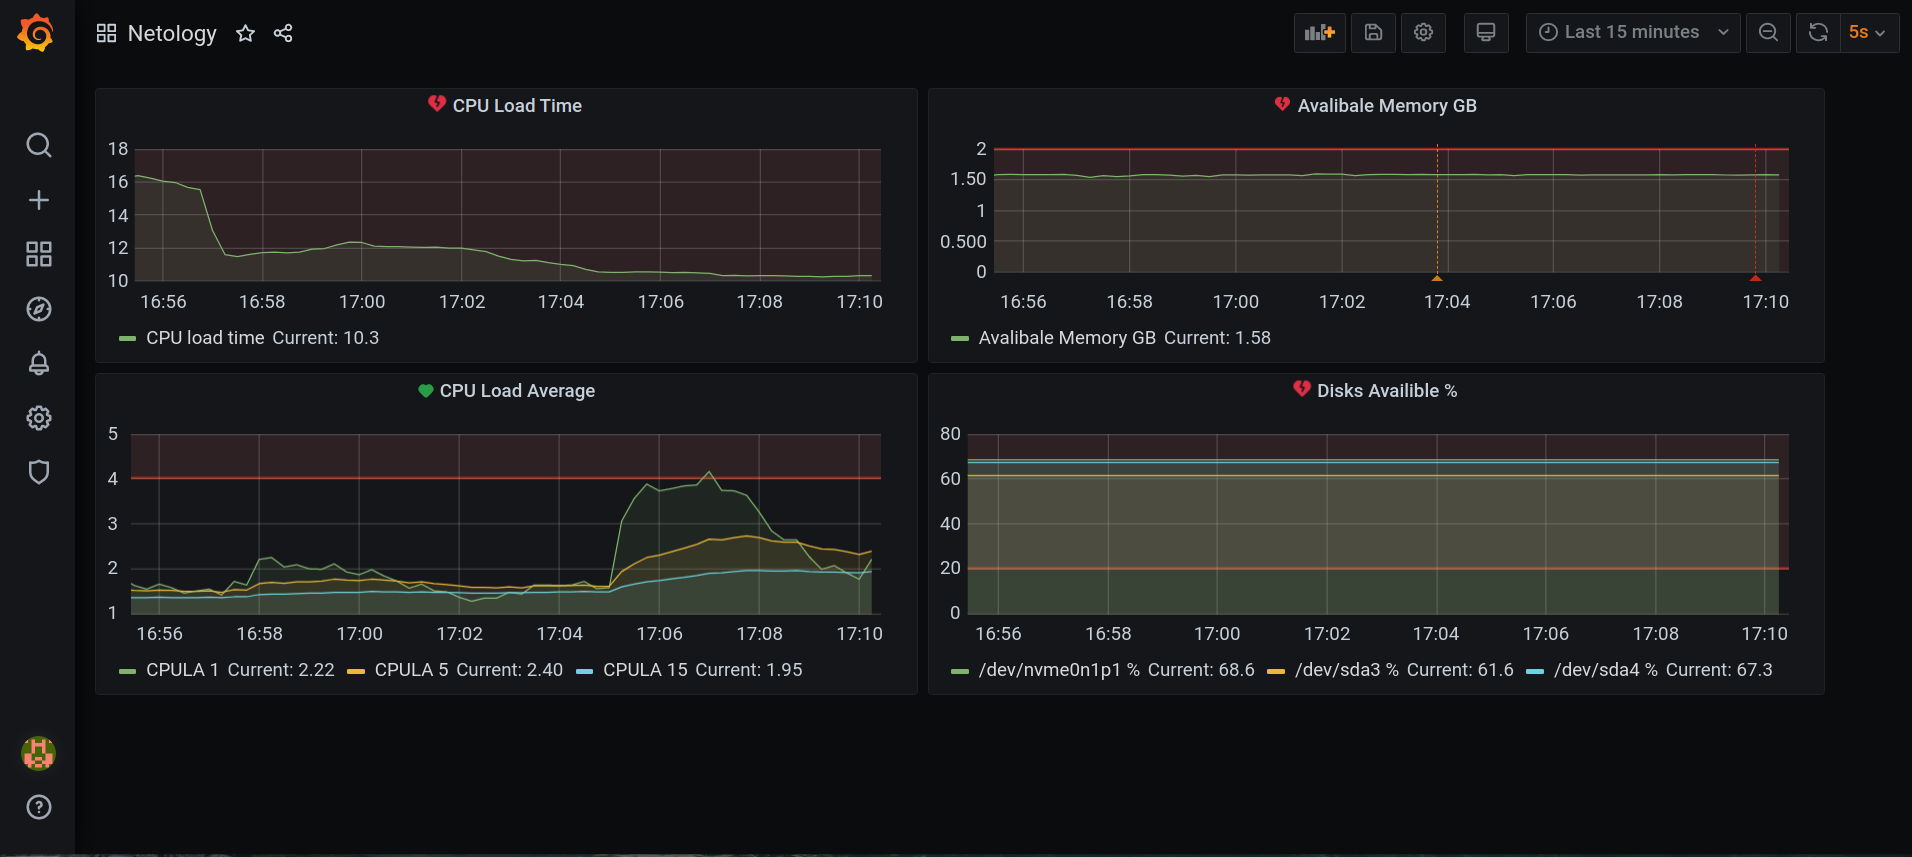 Netology
Last 15 minutes
5s
CPU Load Time
18
16
14
12
10
16:56 16:58 17:00 17:02 17:04 17:06 17:08 17:10
CPU load time Current: 10.3
Avalibale Memory GB
2
1.50
1
0.500
0
16:56 16:58 17:00 17:02 17:04 17:06 17:08 17:10
Avalibale Memory GB Current: 1.58
CPU Load Average
5
4
3
2
1
16:56 16:58 17:00 17:02 17:04 17:06 17:08 17:10
CPULA 1 Current: 2.22 CPULA 5 Current: 2.40 CPULA 15 Current: 1.95
Disks Availible %
80
60
40
20
0
16:56 16:58 17:00 17:02 17:04 17:06 17:08 17:10
/dev/nvme0n1p1 % Current: 68.6 /dev/sda3 % Current: 61.6 /dev/sda4 % Current: 67.3